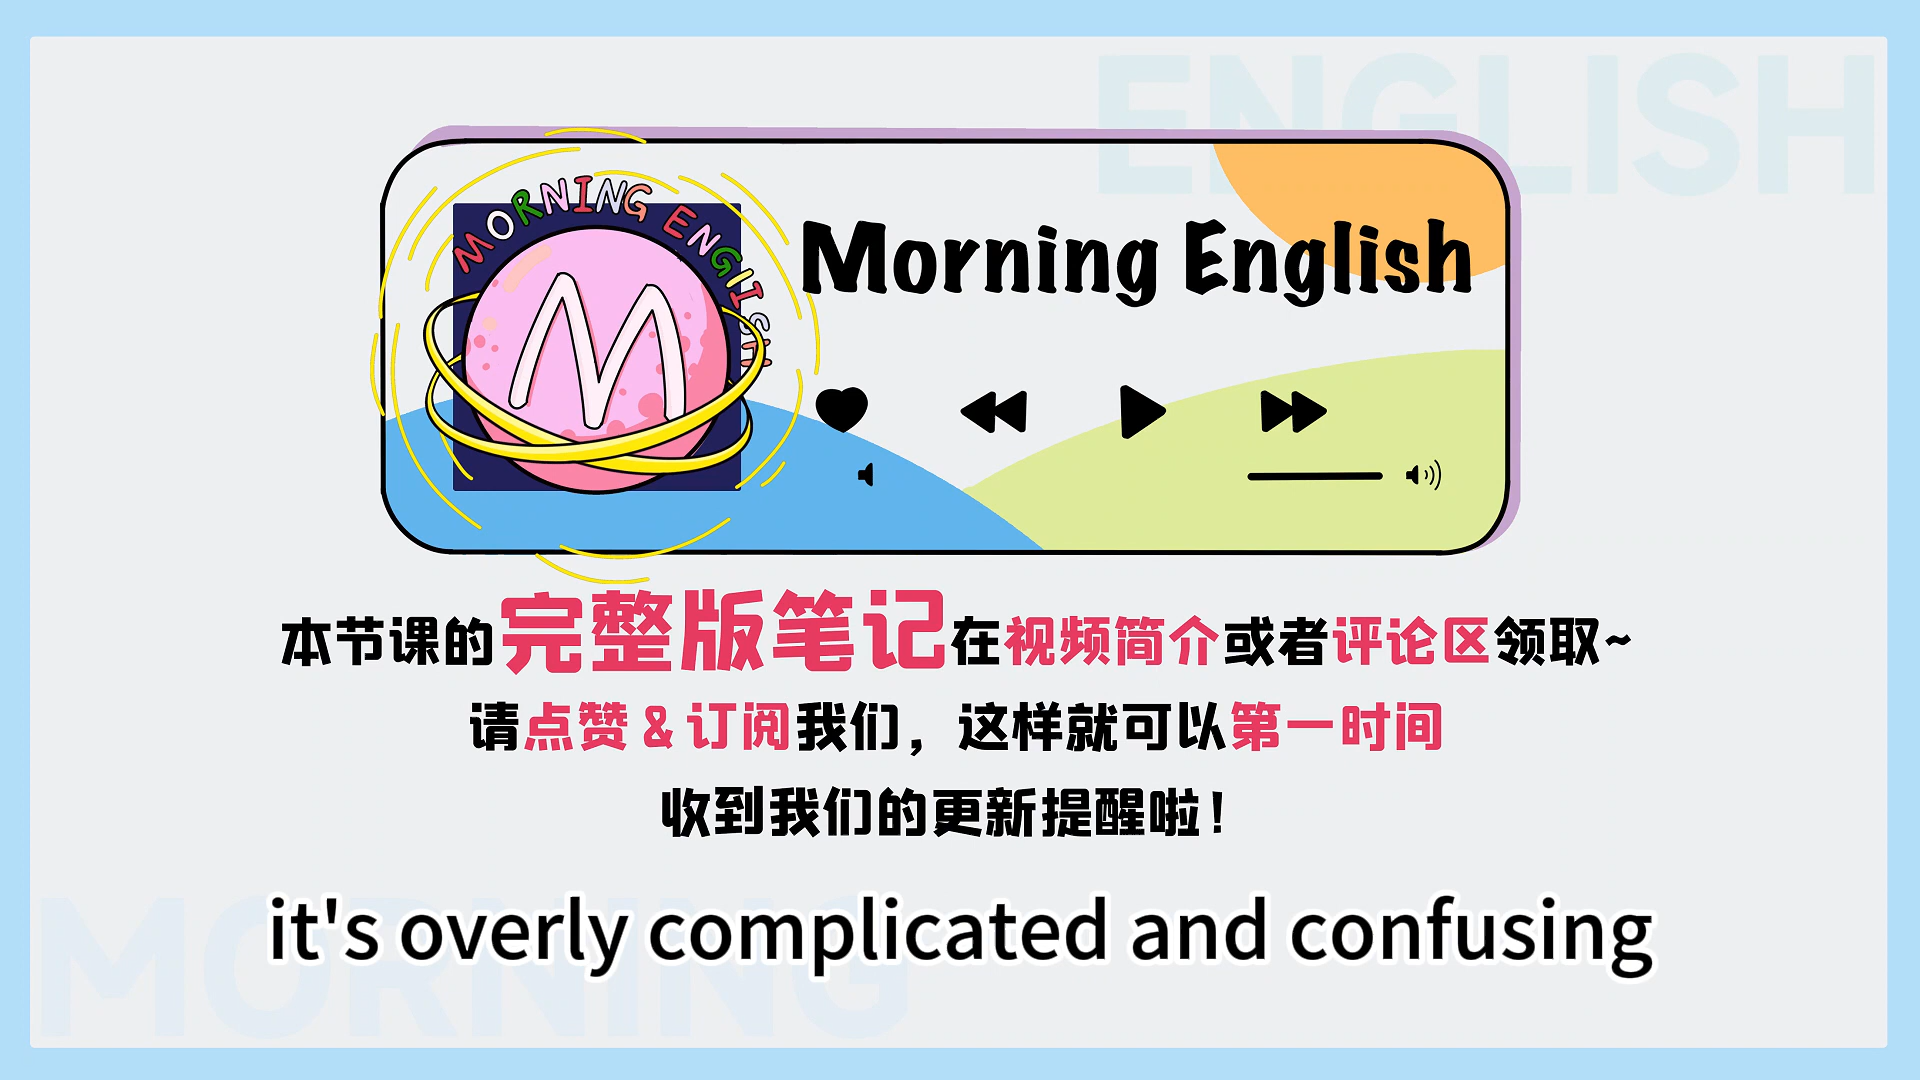 ENGLISH
MORNING ENGLISH
M
Morning English
本节课的完整版笔记在视频简介或者评论区领取~
请点赞&订阅我们，这样就可以第一时间
收到我们的更新提醒啦！
MORNING
it's overly complicated and confusing